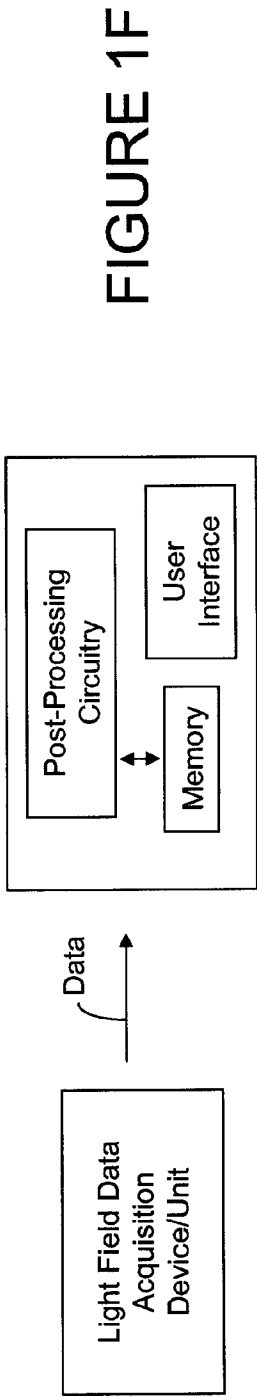 Light Field Data
Acquisition
Device/Unit
Data
Post-Processing
Circuitry
Memory
User
Interface
FIGURE 1F